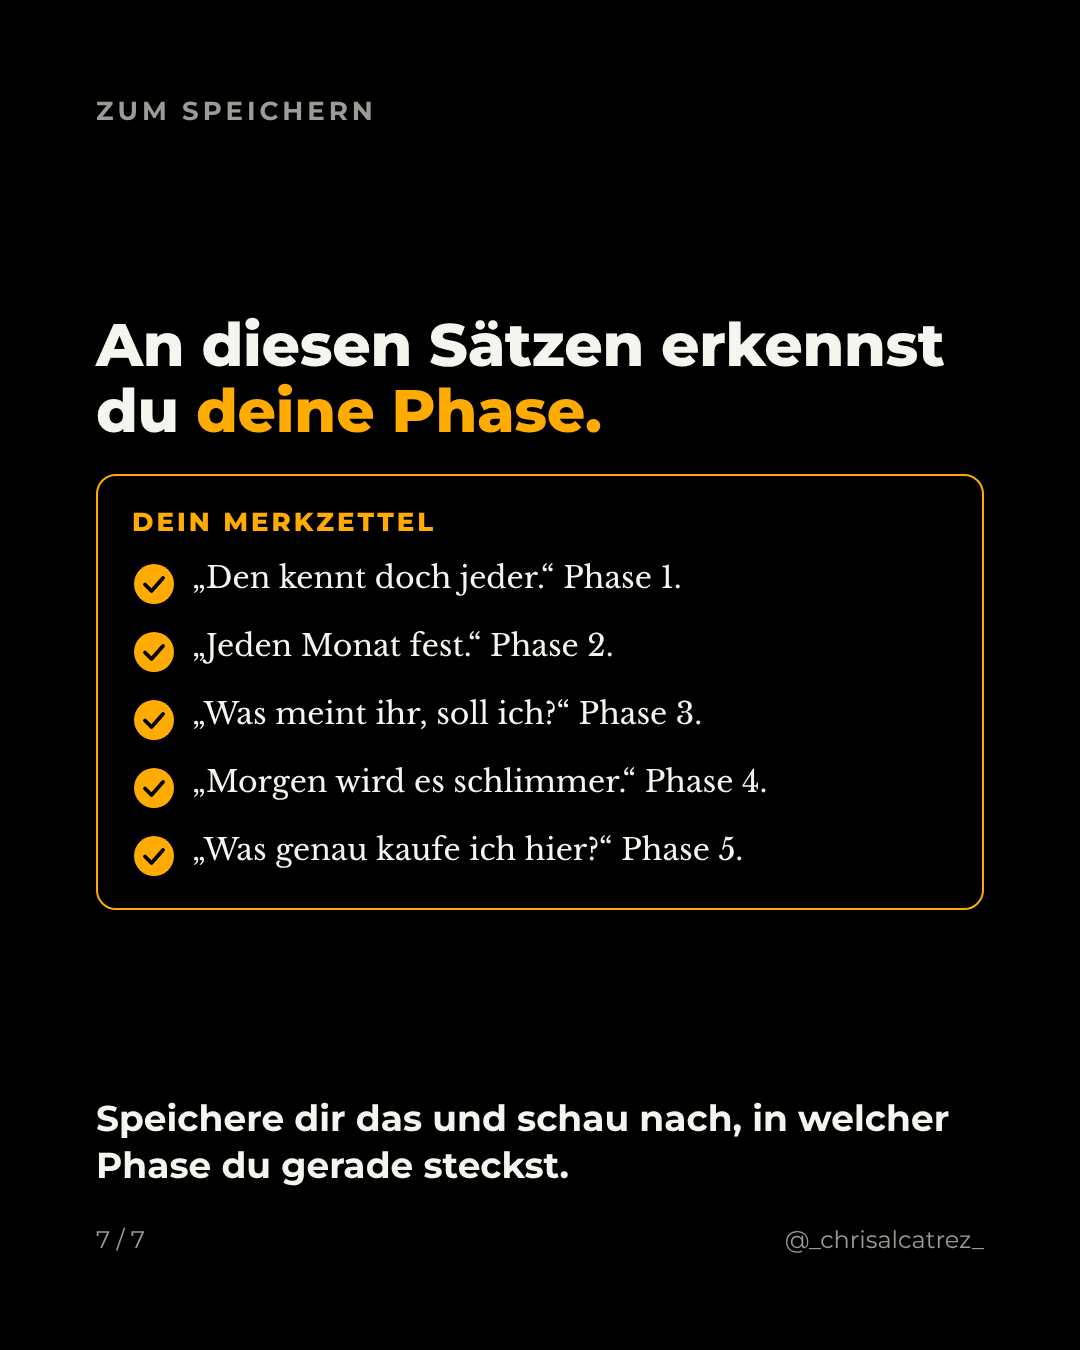 ZUM SPEICHERN
An diesen Sätzen erkennst
du deine Phase.
DEIN MERKZETTEL
„Den kennt doch jeder.“ Phase 1.
„Jeden Monat fest.“ Phase 2.
„Was meint ihr, soll ich?“ Phase 3.
„Morgen wird es schlimmer.“ Phase 4.
„Was genau kaufe ich hier?“ Phase 5.
Speichere dir das und schau nach, in welcher
Phase du gerade steckst.
7 / 7
@_chrisalcatrez_